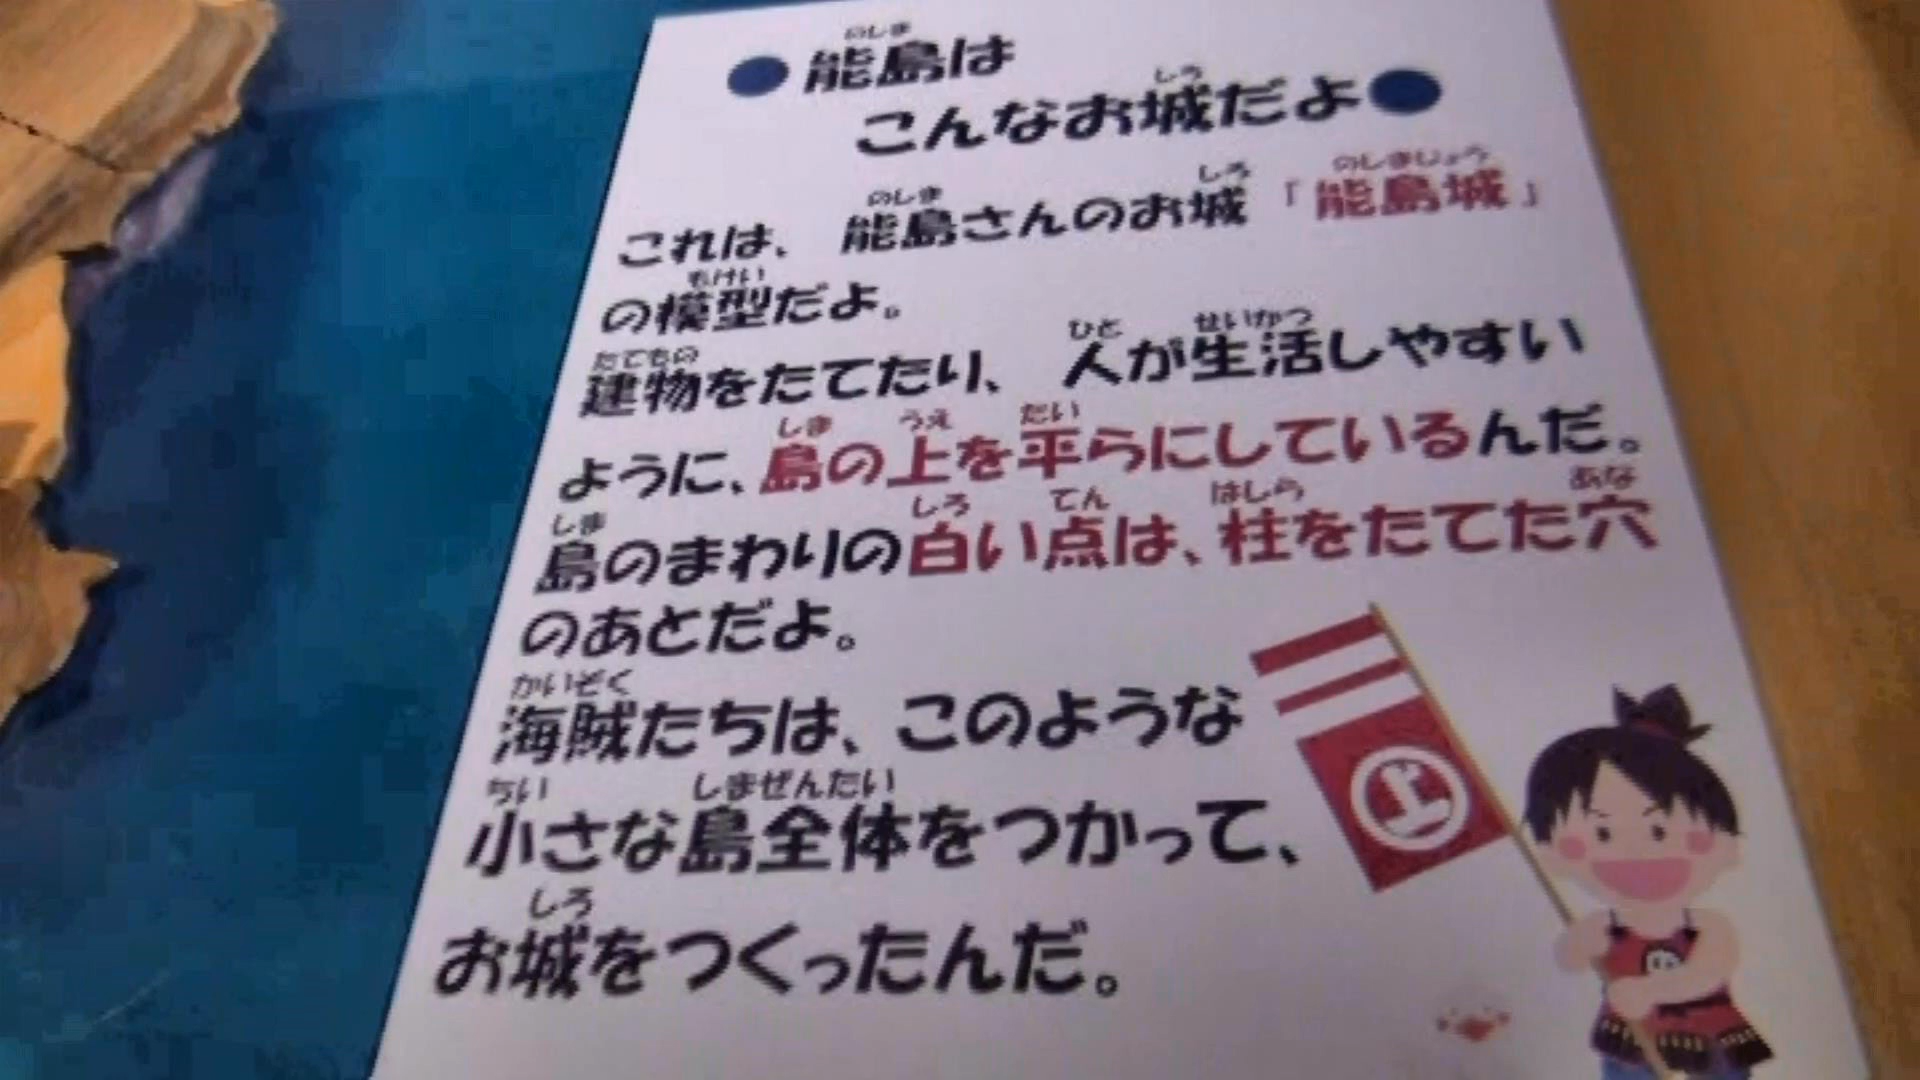 ●能島は
こんなお城だよ●
これは、能島さんのお城『能島城』
の模型だよ。
建物をたてたり、人が生活しやすい
ように、島の上を平らにしているんだ。
島のまわりの白い点は、柱をたてた穴
のあとだよ。
海賊たちは、このような
小さな島全体をつかって、
お城をつくったんだ。
上